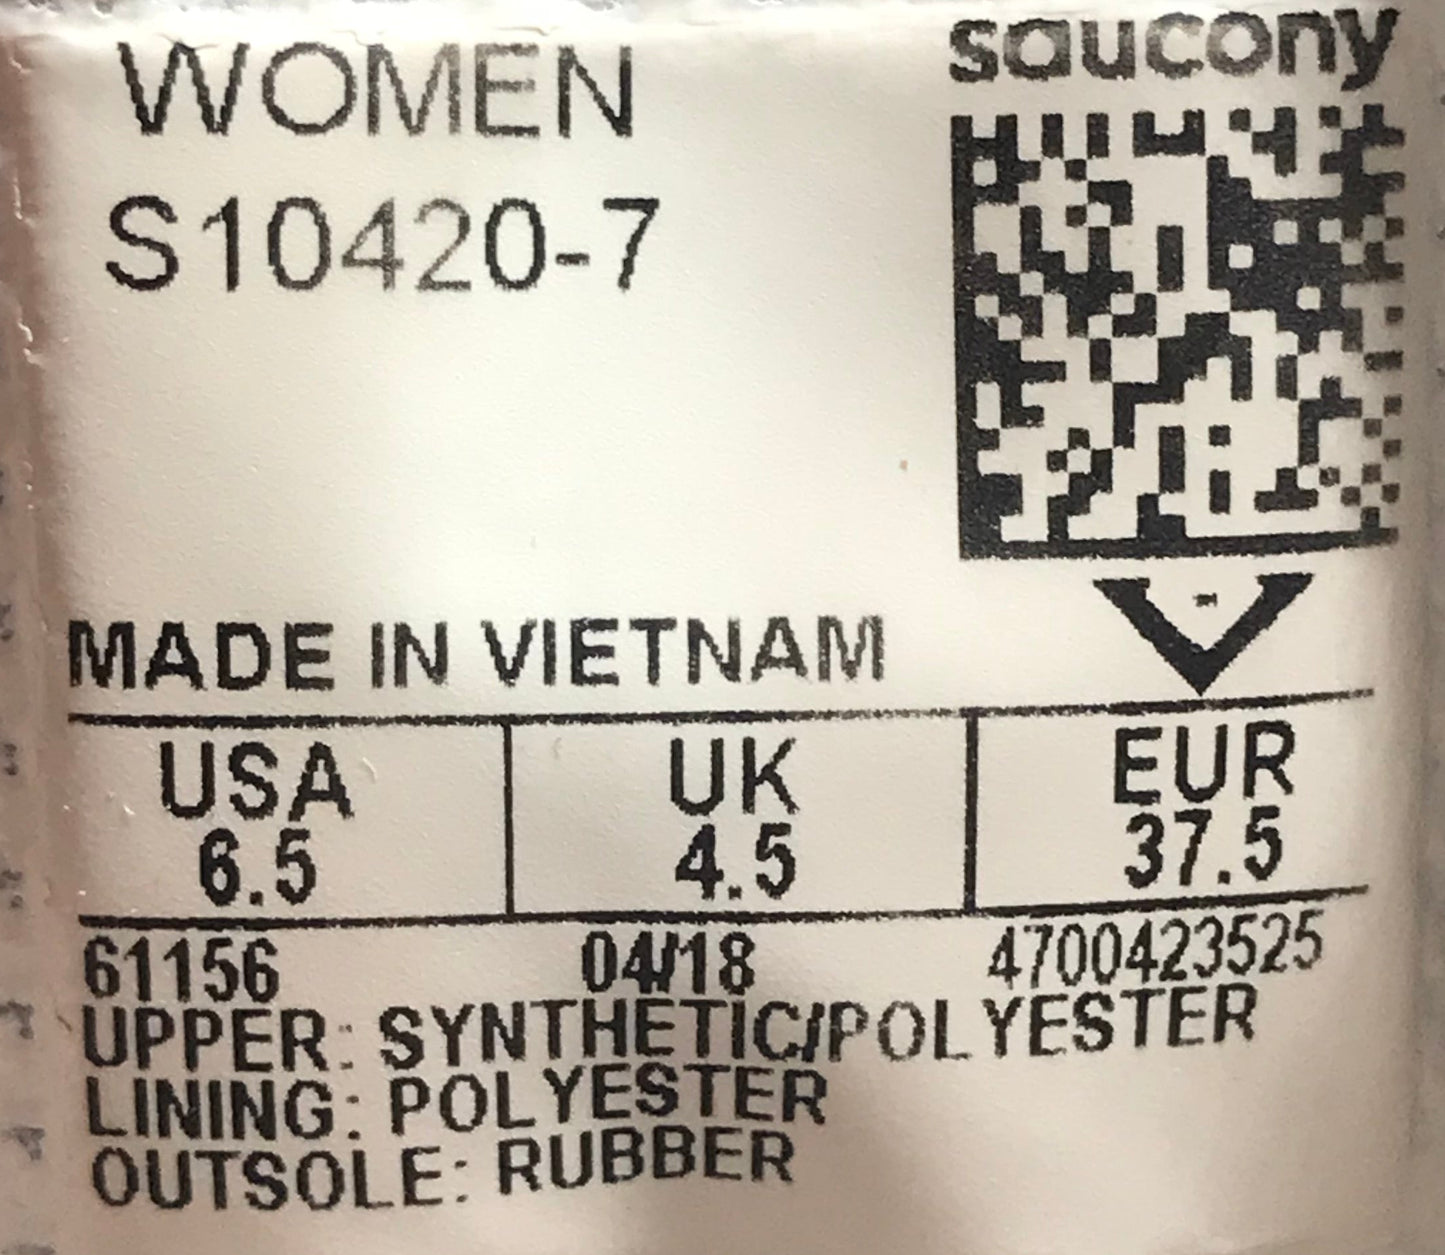 saucony
WOMEN
S10420-7
MADE IN VIETNAM
USA UK EUR
6.5 4.5 37.5
61156 04/18 4700423525
UPPER: SYNTHETIC/POLYESTER
LINING: POLYESTER
OUTSOLE: RUBBER